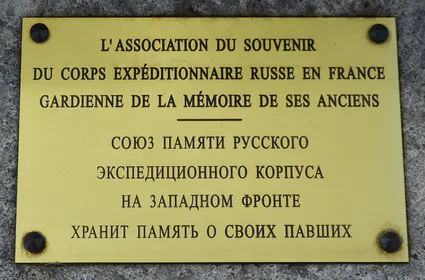 L'ASSOCIATION DU SOUVENIR
DU CORPS EXPÉDITIONNAIRE RUSSE EN FRANCE
GARDIENNE DE LA MÉMOIRE DE SES ANCIENS
СОЮЗ ПАМЯТИ РУССКОГО
ЭКСПЕДИЦИОННОГО КОРПУСА
НА ЗАПАДНОМ ФРОНТЕ
ХРАНИТ ПАМЯТЬ О СВОИХ ПАВШИХ